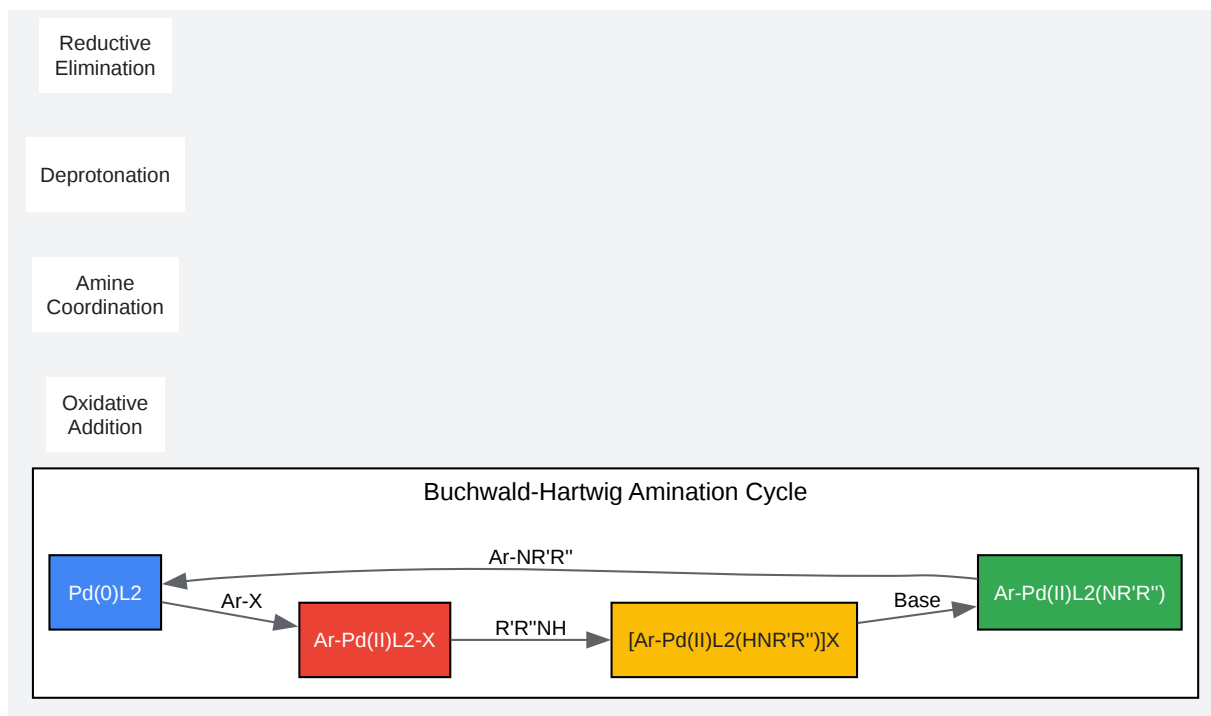 Reductive
Elimination
Deprotonation
Amine
Coordination
Oxidative
Addition
Buchwald-Hartwig Amination Cycle
Ar-NR'R''
Pd(0)L2
Ar-X
Ar-Pd(II)L2-X
R'R''NH
[Ar-Pd(II)L2(HNR'R'')]X
Base
Ar-Pd(II)L2(NR'R'')